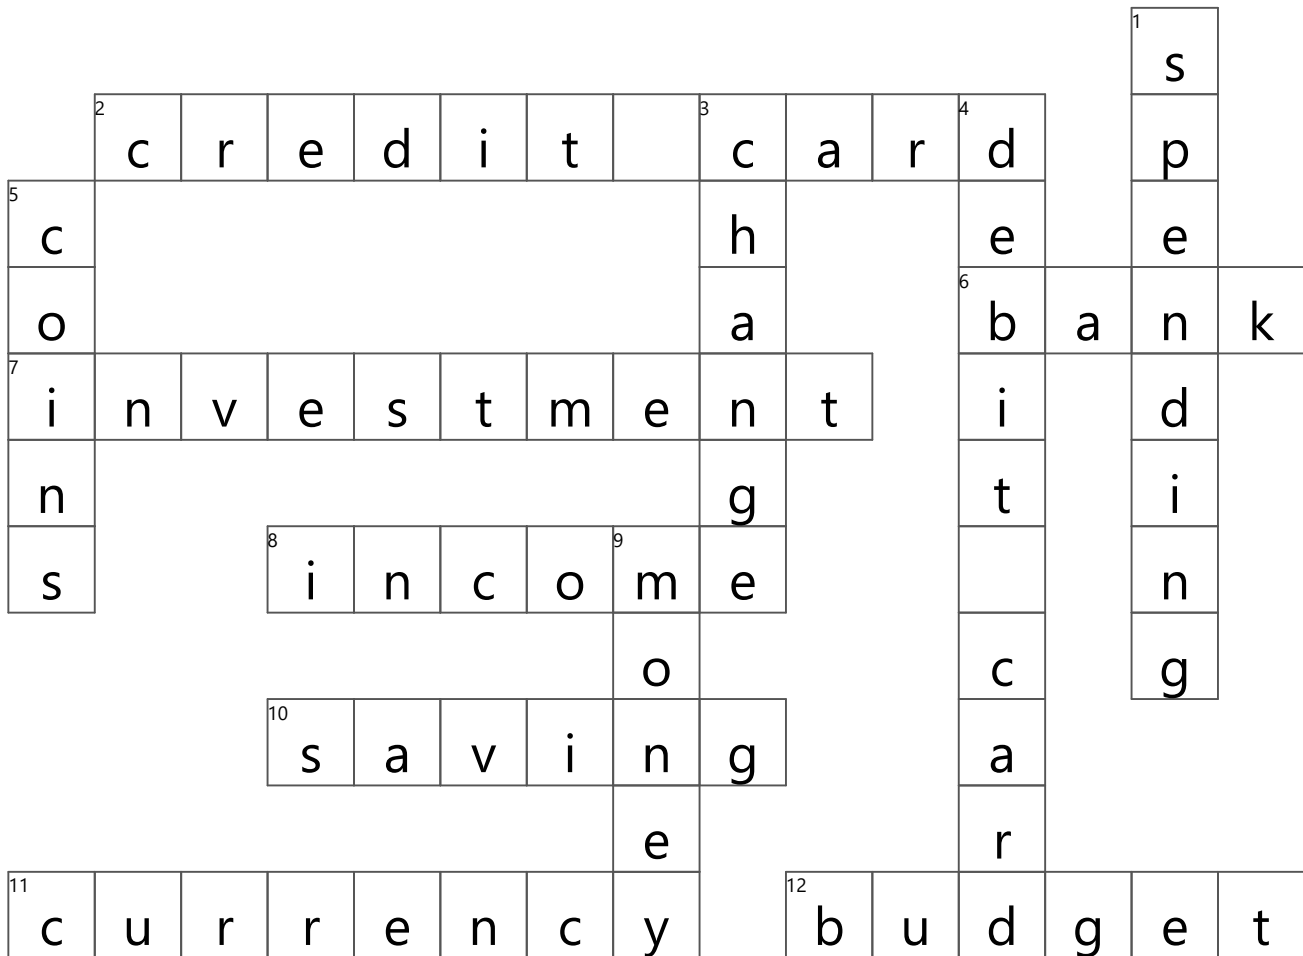 1
s
2 c r e d i t 3 c a r 4 d p
5 c h e e
o a 6 b a n k
7 i n v e s t m e n t i d
n g t i
s 8 i n c o 9 m e n
o c g
10 s a v i n g a
e r
11 c u r r e n c y 12 b u d g e t